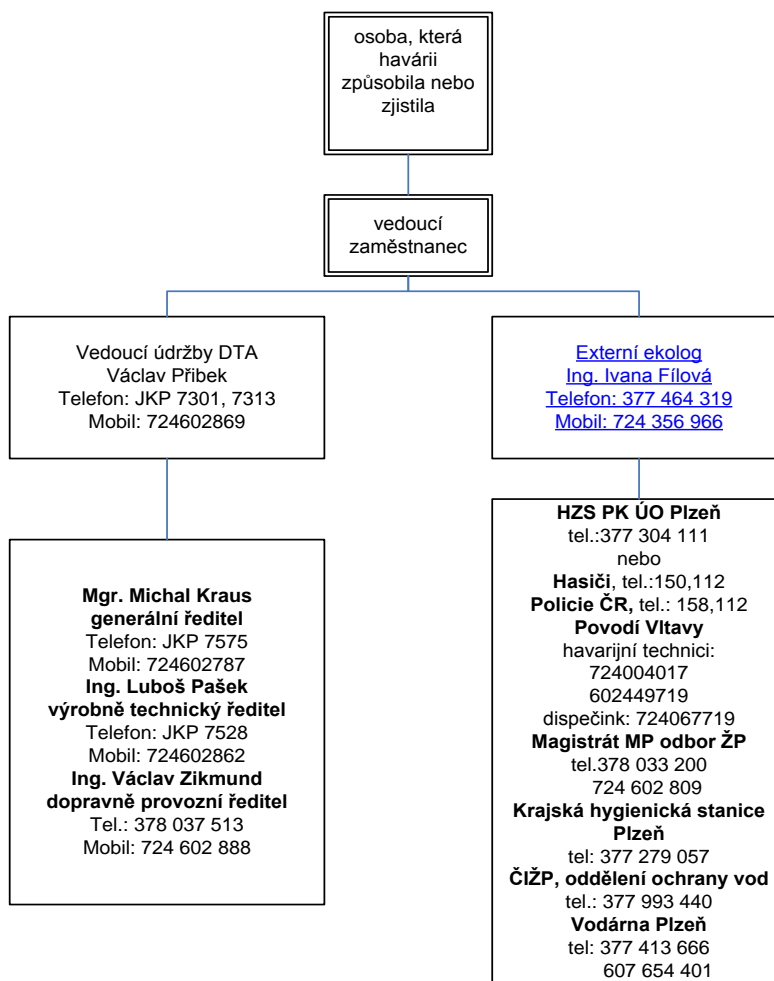 osoba, která
havárii
způsobila nebo
zjistila
vedoucí
zaměstnanec
Vedoucí údržby DTA
Václav Přibek
Telefon: JKP 7301, 7313
Mobil: 724602869
Externí ekolog
Ing. Ivana Fílová
Telefon: 377 464 319
Mobil: 724 356 966
Mgr. Michal Kraus
generální ředitel
Telefon: JKP 7575
Mobil: 724602787
Ing. Luboš Pašek
výrobně technický ředitel
Telefon: JKP 7528
Mobil: 724602862
Ing. Václav Zikmund
dopravně provozní ředitel
Tel.: 378 037 513
Mobil: 724 602 888
HZS PK ÚO Plzeň
tel.:377 304 111
nebo
Hasiči, tel.:150,112
Policie ČR, tel.: 158,112
Povodí Vltavy
havarijní technici:
724004017
602449719
dispečink: 724067719
Magistrát MP odbor ŽP
tel.378 033 200
724 602 809
Krajská hygienická stanice
Plzeň
tel: 377 279 057
ČIŽP, oddělení ochrany vod
tel.: 377 993 440
Vodárna Plzeň
tel: 377 413 666
607 654 401